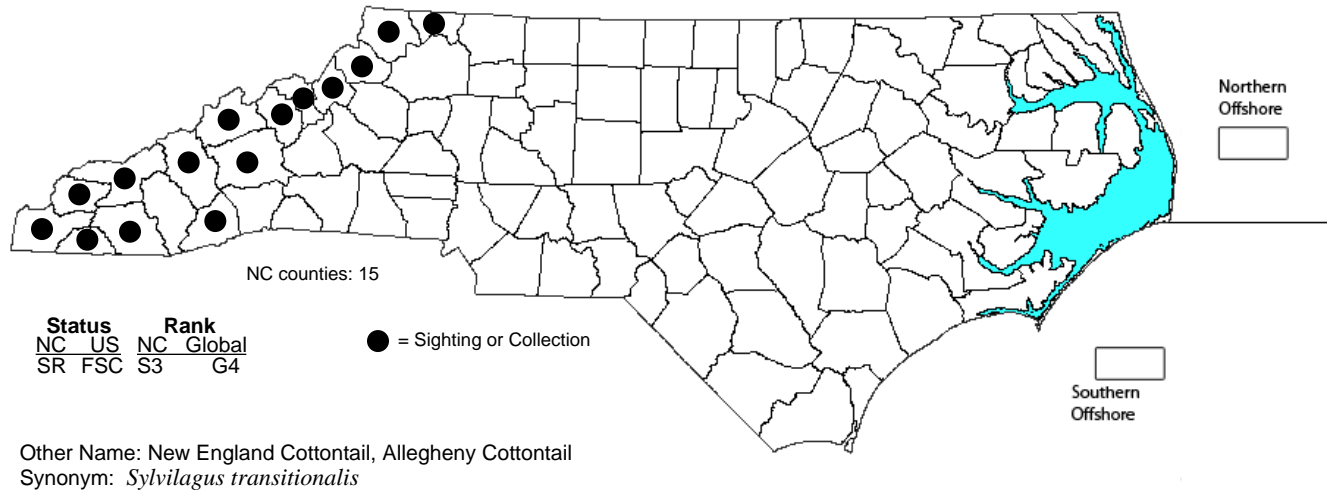 Northern
Offshore
NC counties: 15
Status Rank
NC US NC Global
SR FSC S3 G4
= Sighting or Collection
Southern
Offshore
Other Name: New England Cottontail, Allegheny Cottontail
Synonym: Sylvilagus transitionalis